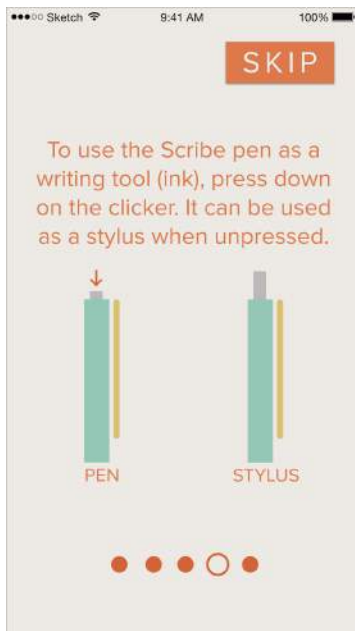 Sketch 9:41 AM 100%
SKIP
To use the Scribe pen as a
writing tool (ink), press down
on the clicker. It can be used
as a stylus when unpressed.
PEN STYLUS